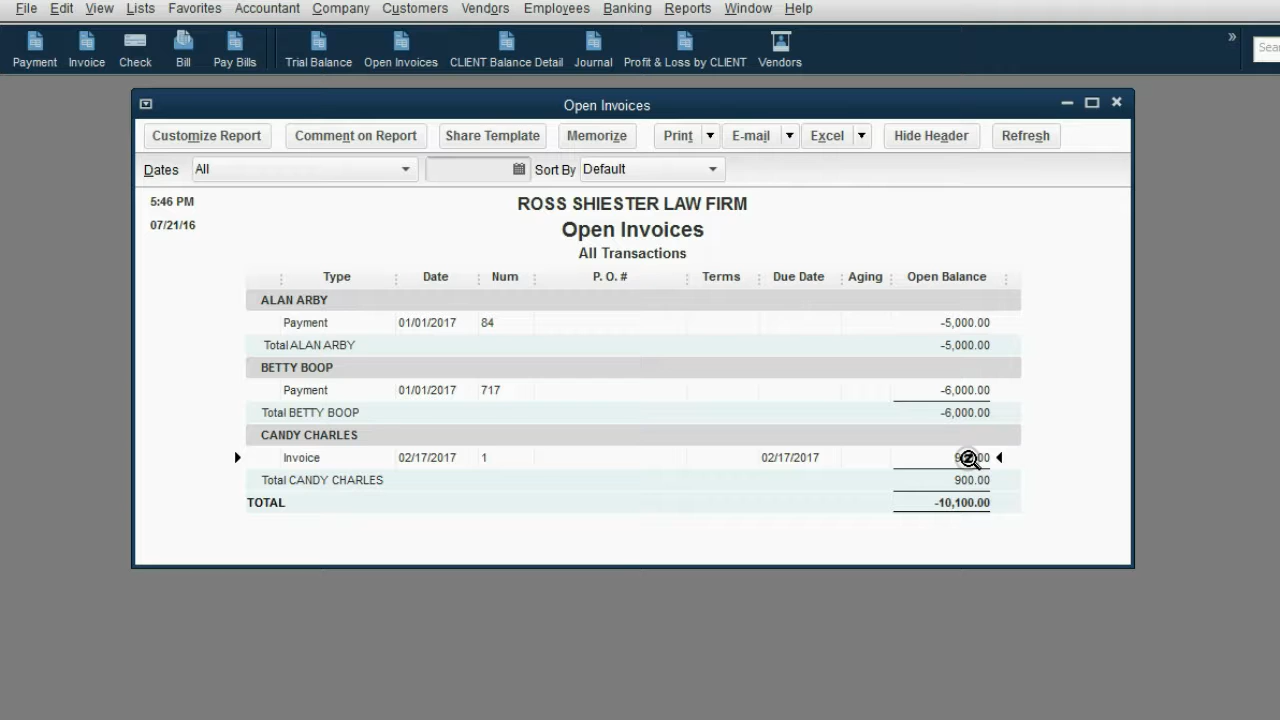 File Edit View Lists Favorites Accountant Company Customers Vendors Employees Banking Reports Window Help
Payment Invoice Check Bill Pay Bills Trial Balance Open Invoices CLIENT Balance Detail Journal Profit & Loss by CLIENT Vendors » Sea
Open Invoices
Customize Report Comment on Report Share Template Memorize Print E-mail Excel Hide Header Refresh
Dates All Sort By Default
5:46 PM ROSS SHIESTER LAW FIRM
07/21/16 Open Invoices
All Transactions
Type Date Num P. O. # Terms Due Date Aging Open Balance
ALAN ARBY
Payment 01/01/2017 84 -5,000.00
Total ALAN ARBY -5,000.00
BETTY BOOP
Payment 01/01/2017 717 -6,000.00
Total BETTY BOOP -6,000.00
CANDY CHARLES
Invoice 02/17/2017 1 02/17/2017
Total CANDY CHARLES 900.00
TOTAL -10,100.00